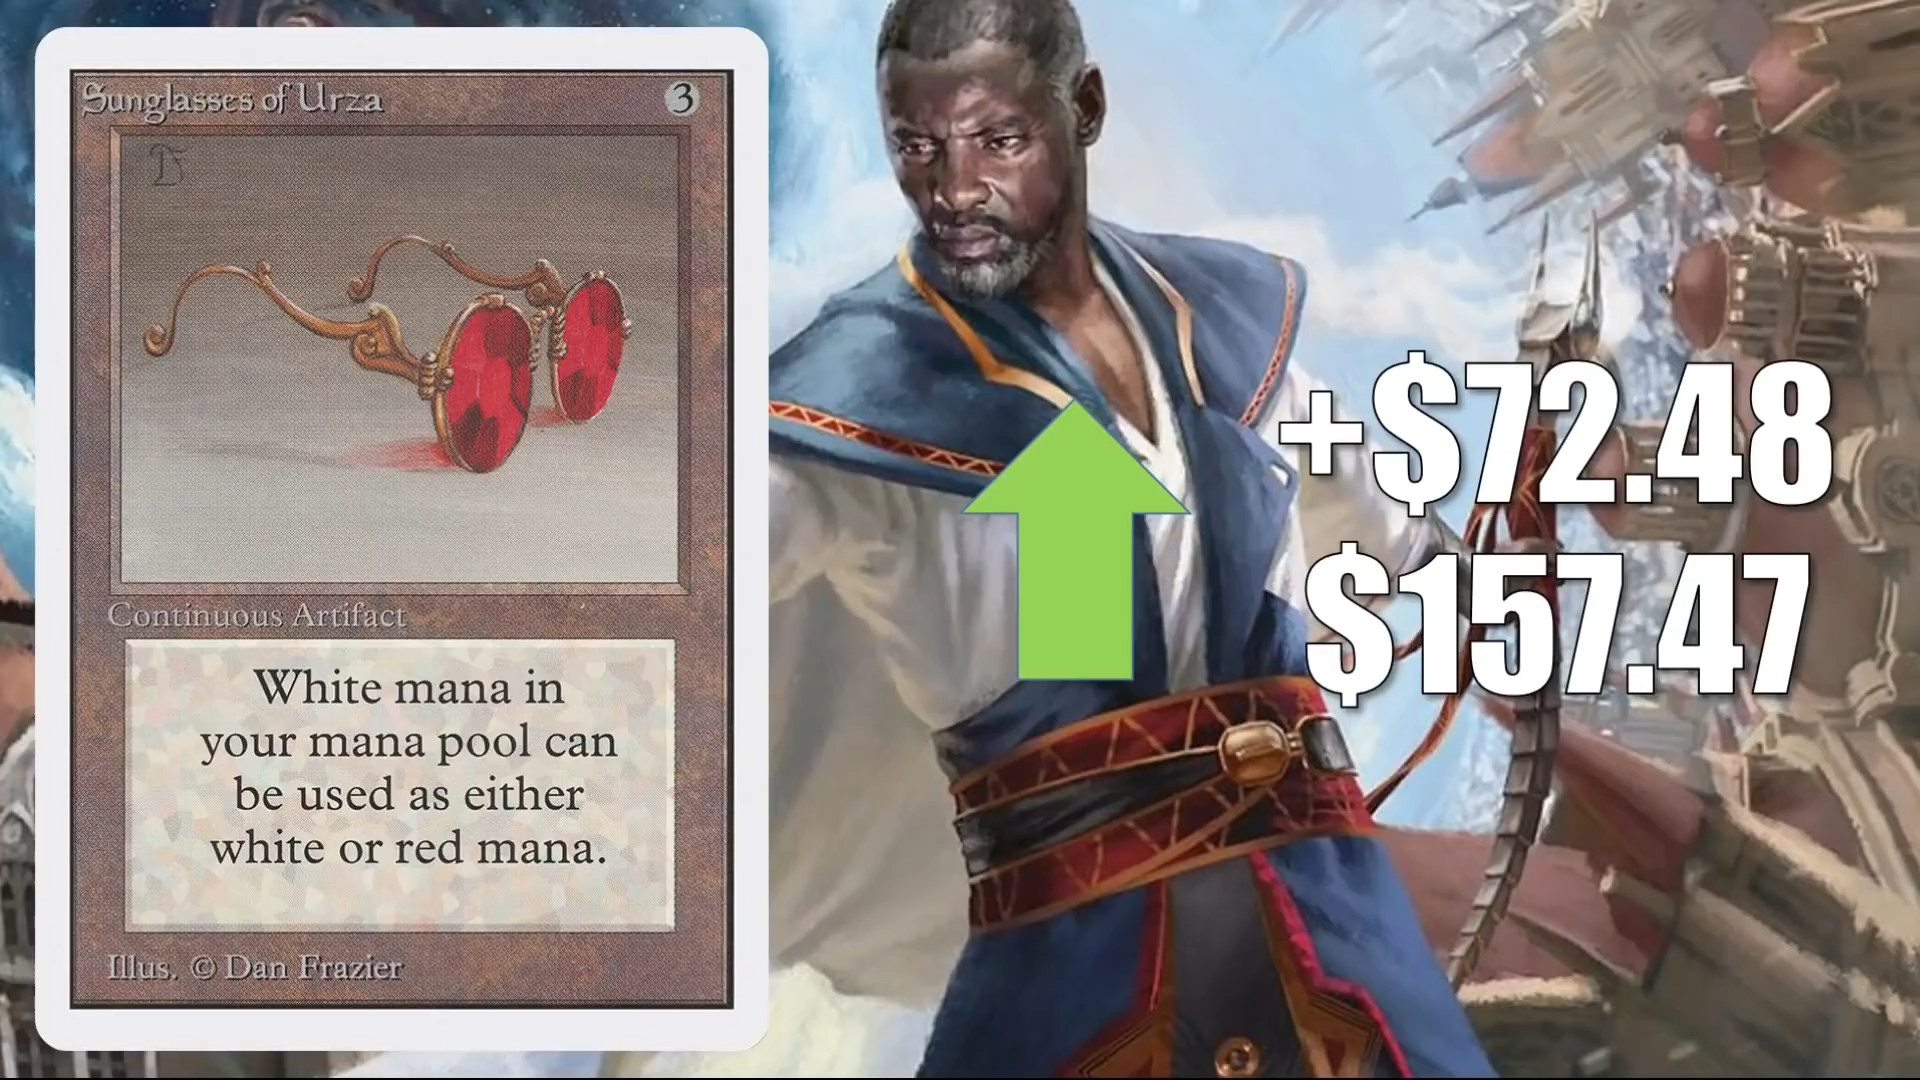 Sunglasses of Urza
3
DF
Continuous Artifact
White mana in
your mana pool can
be used as either
white or red mana.
Illus. © Dan Frazier
+$72.48
$157.47